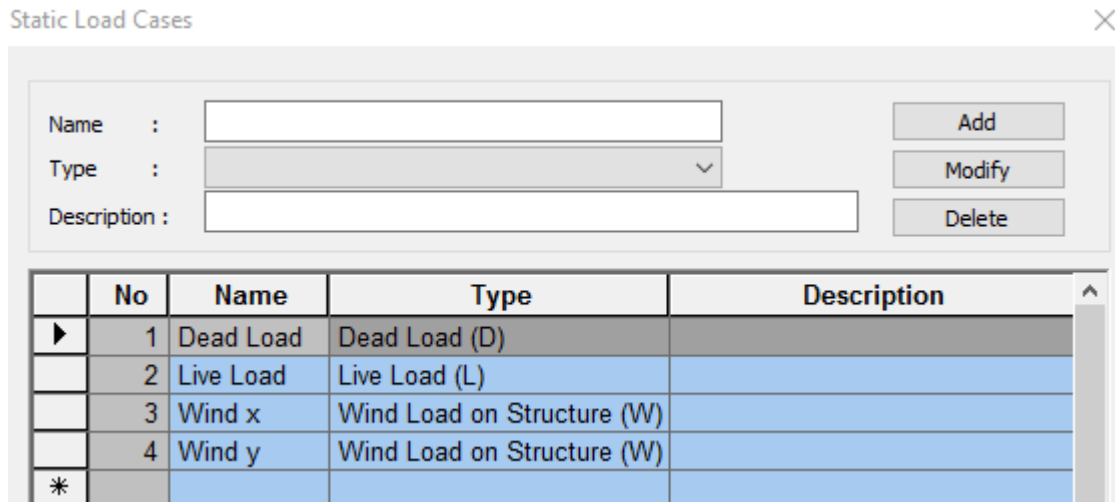 Static Load Cases
Name :
Add
Type :
Modify
Description :
Delete
No Name Type Description
1 Dead Load Dead Load (D)
2 Live Load Live Load (L)
3 Wind x Wind Load on Structure (W)
4 Wind y Wind Load on Structure (W)